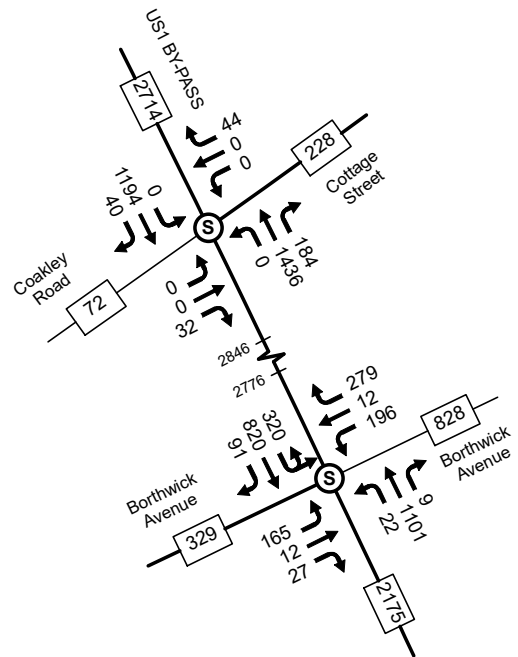 US1 BY-PASS
2714
44
0
0
228
Cottage
Street
0
1194
40
184
1436
0
Coakley
Road
72
0
0
32
S
2846
2776
279
12
196
828
Borthwick
Avenue
320
820
91
Borthwick
Avenue
329
S
9
1101
22
165
12
27
2175